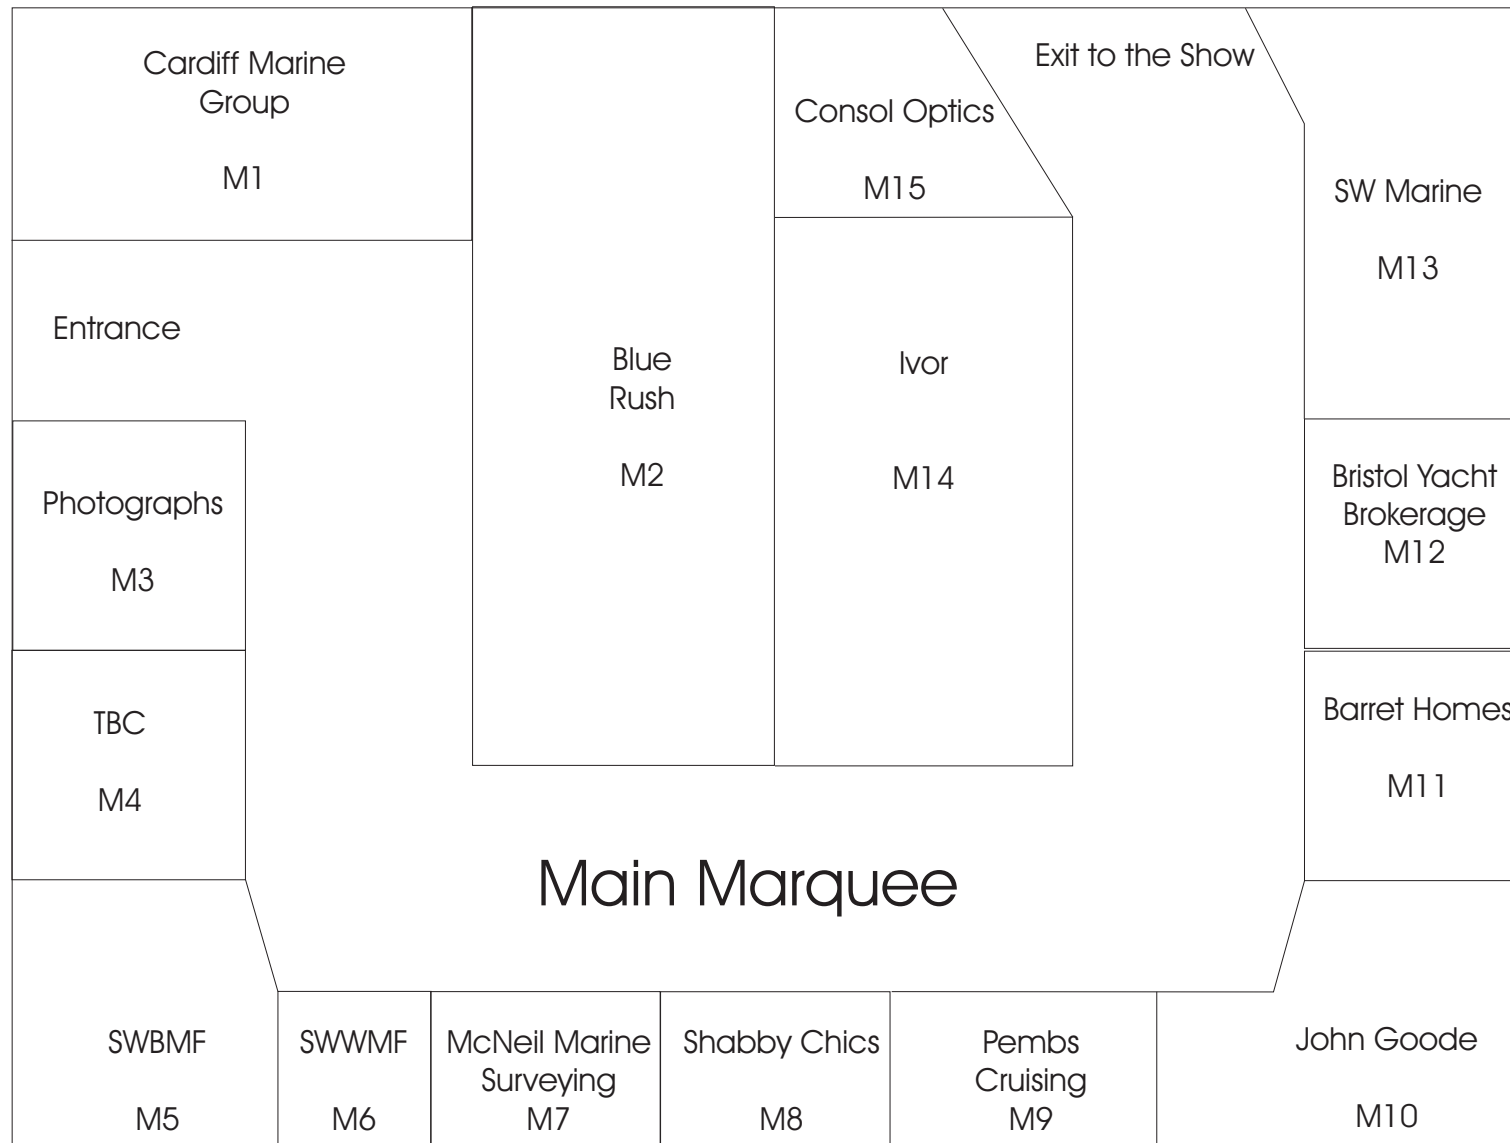 Cardiff Marine
Group
M1
Entrance
Photographs
M3
TBC
M4
Blue
Rush
M2
Consol Optics
M15
Ivor
M14
Exit to the Show
SW Marine
M13
Bristol Yacht
Brokerage
M12
Barret Homes
M11
Main Marquee
SWBMF
M5
SWWMF
M6
McNeil Marine
Surveying
M7
Shabby Chics
M8
Pembs
Cruising
M9
John Goode
M10